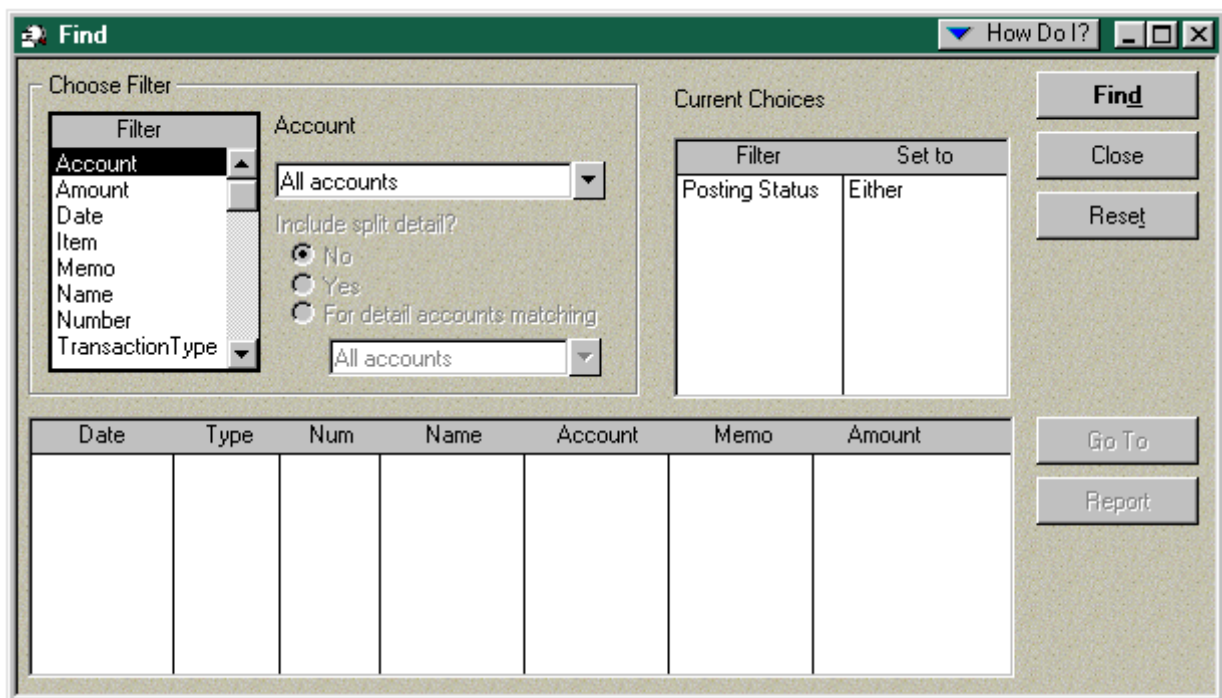 Find
How Do I?
Choose Filter
Filter
Account
Amount
Date
Item
Memo
Name
Number
TransactionType
Account
All accounts
Include split detail?
No
Yes
For detail accounts matching
All accounts
Current Choices
Filter Set to
Posting Status Either
Find
Close
Reset
Date Type Num Name Account Memo Amount
Go To
Report